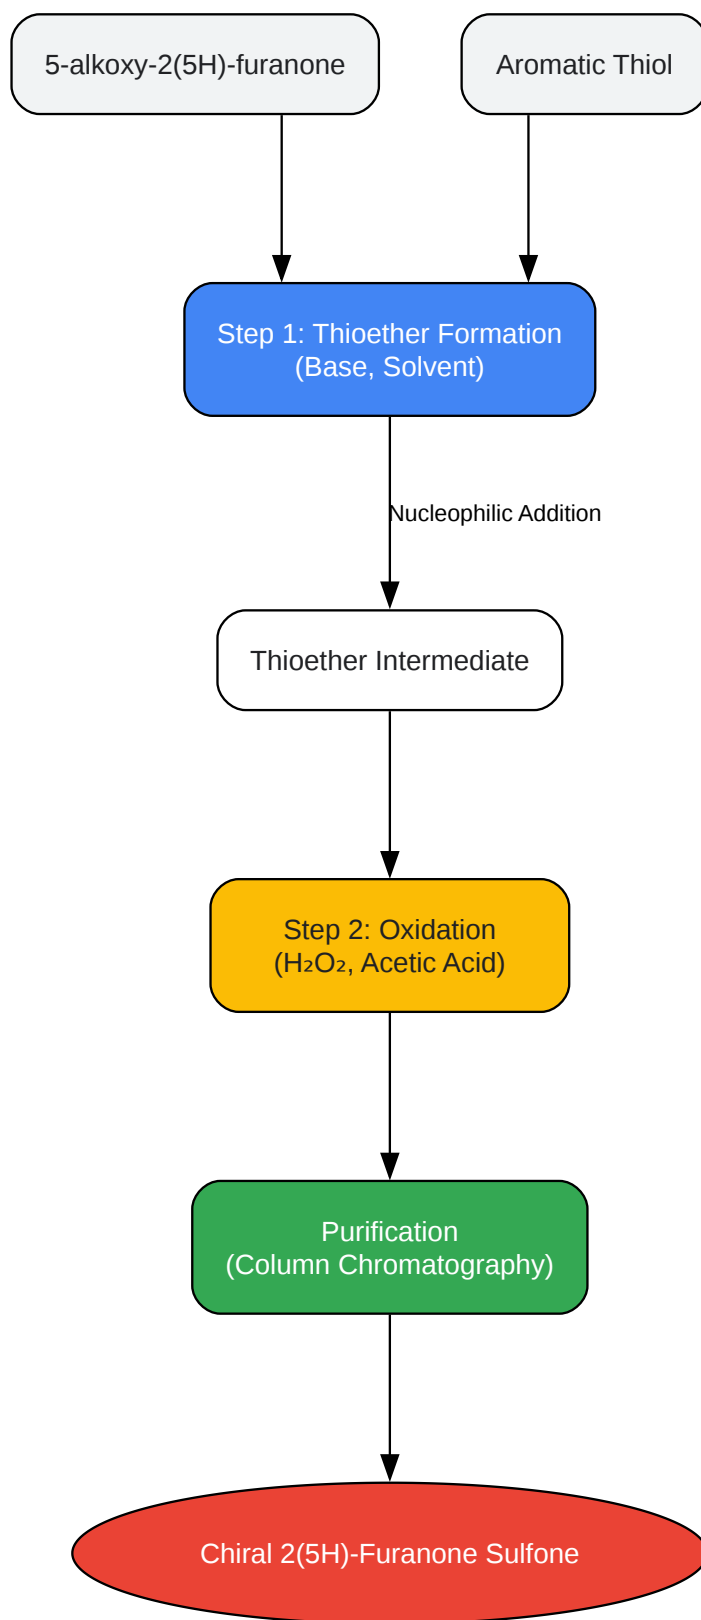 5-alkoxy-2(5H)-furanone
Aromatic Thiol
Step 1: Thioether Formation
(Base, Solvent)
Nucleophilic Addition
Thioether Intermediate
Step 2: Oxidation
(H₂O₂, Acetic Acid)
Purification
(Column Chromatography)
Chiral 2(5H)-Furanone Sulfone